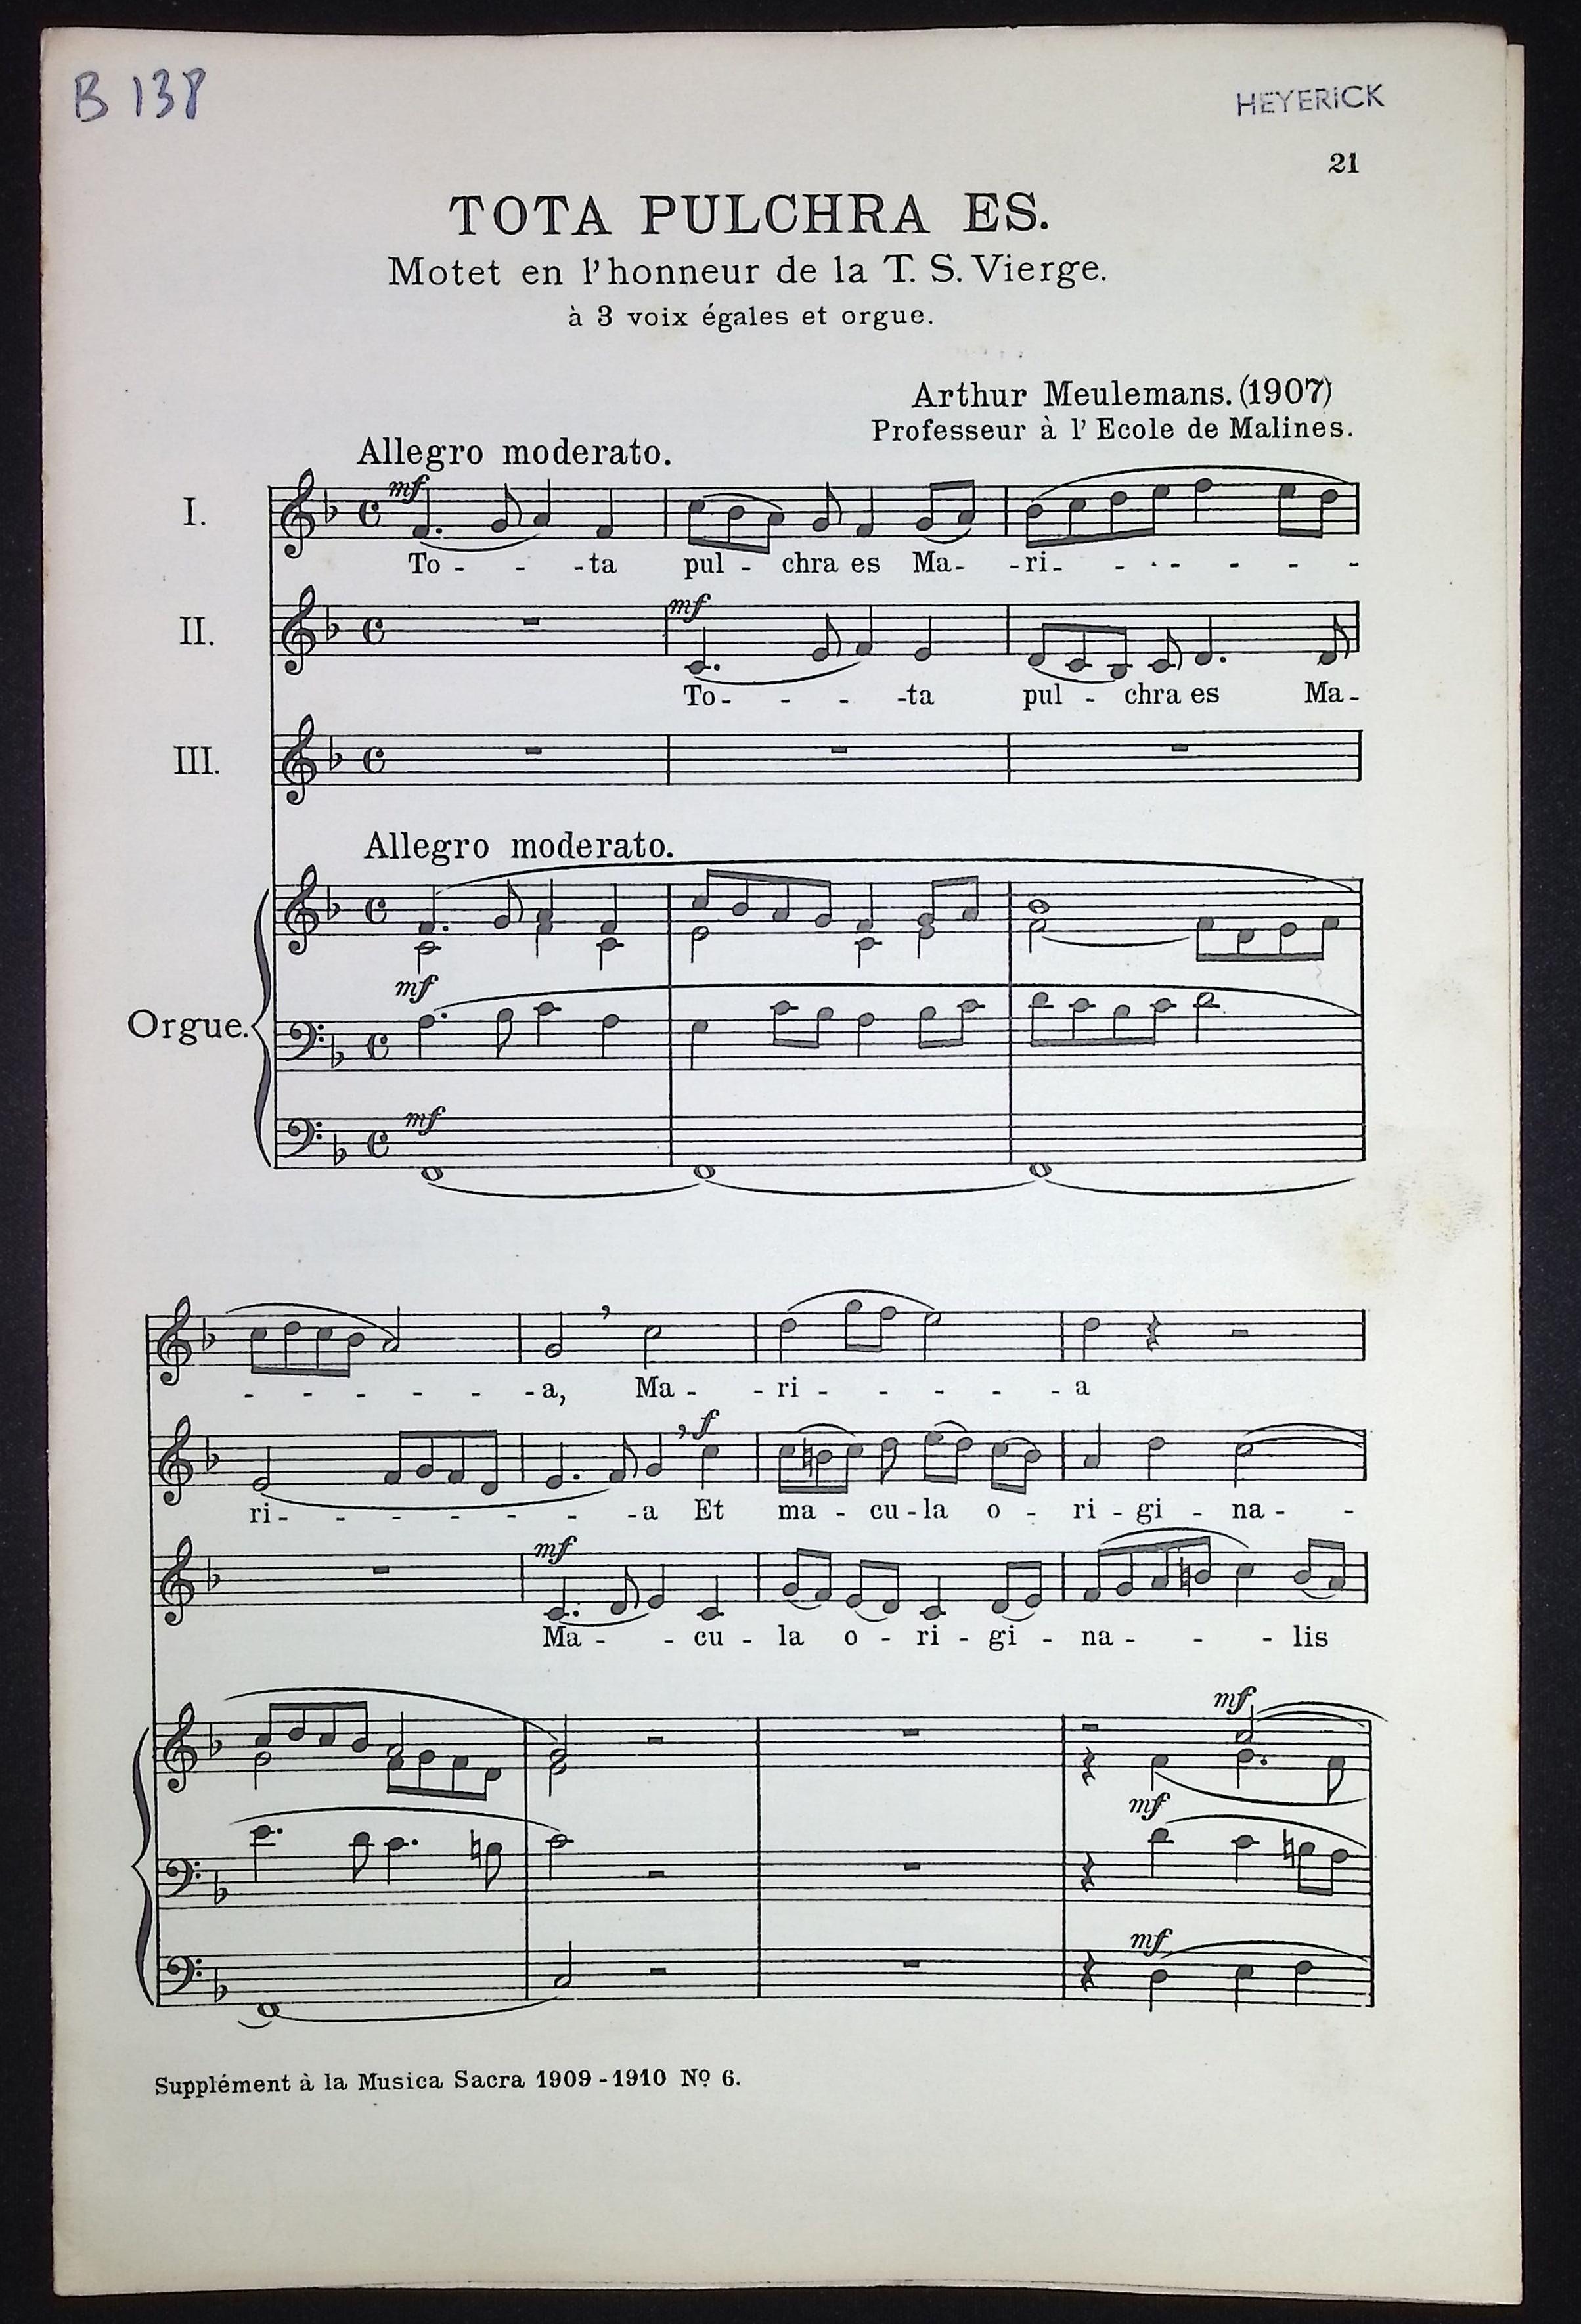 B 138
HEYERICK
21
TOTA PULCHRA ES.
Motet en l'honneur de la T. S. Vierge.
à 3 voix égales et orgue.
Arthur Meulemans. (1907)
Professeur à l' Ecole de Malines.
Allegro moderato.
I.
mf
To - - - ta pul - chra es Ma - - ri - - - - - - -
II.
mf
To - - - - ta pul - chra es Ma -
III.
Allegro moderato.
Orgue.
mf
mf
- - - - - - a, Ma - - ri - - - - - a
f
ri - - - - - - - - a Et ma - cu - la o - ri - gi - na - -
mf
Ma - - cu - la o - ri - gi - na - - - lis
mf
mf
mf
Supplément à la Musica Sacra 1909 - 1910 Nº 6.